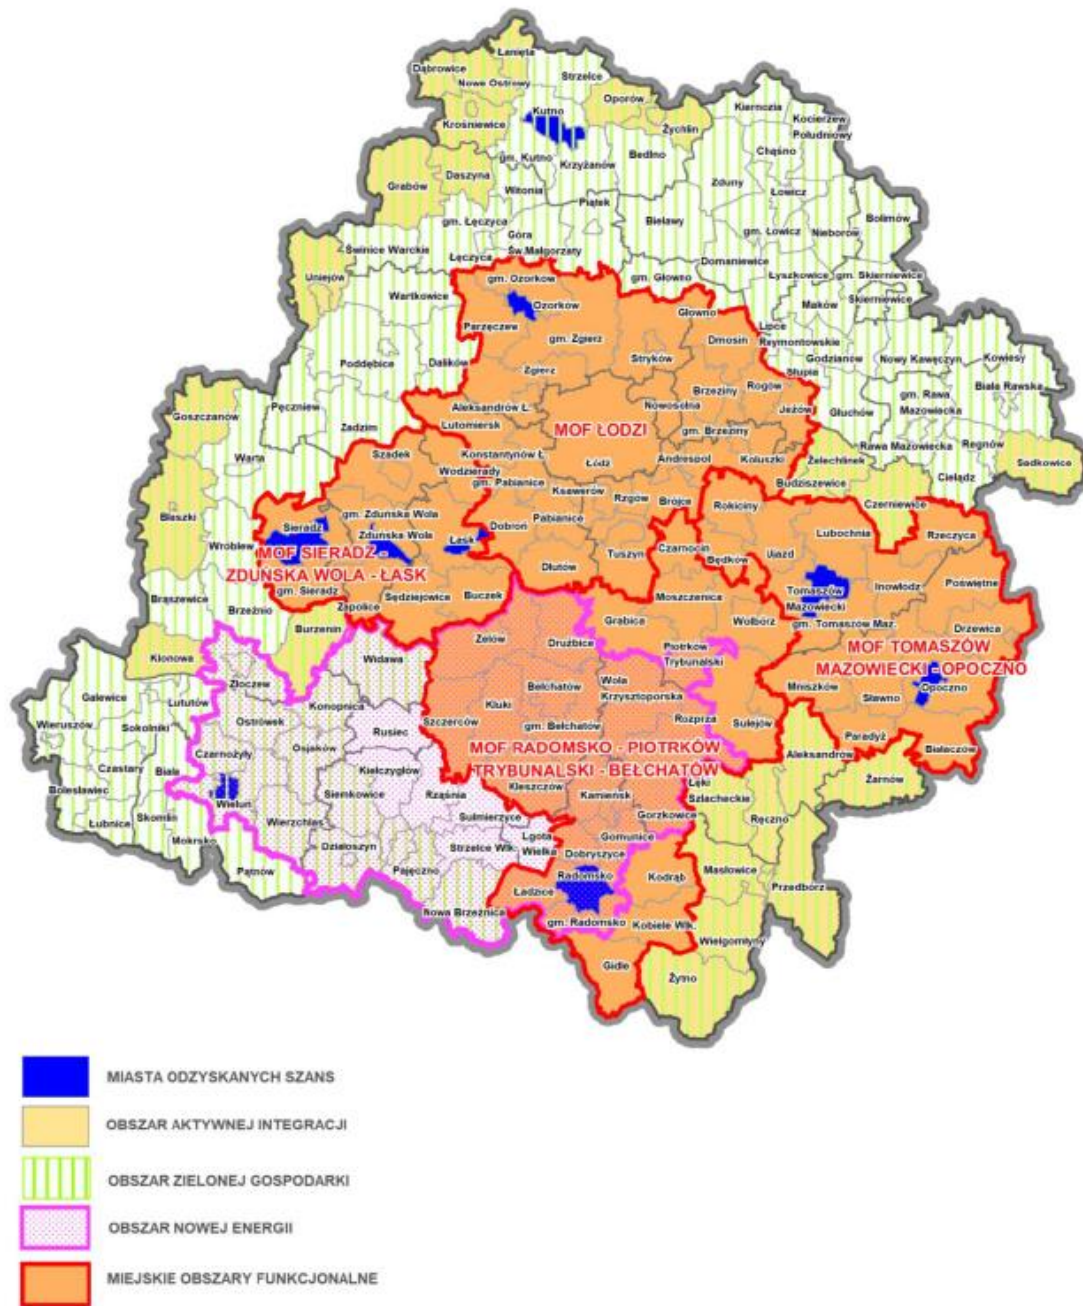 Łanięta
Dąbrowice
Nowe Ostrowy
Strzelce
Oporów
Kutno
Krośniewice
Żychlin
Kiernozia
Kocierzew
Południowy
Chąśno
gm. Kutno
Krzyżanów
Bedlno
Daszyna
Grabów
Witonia
Zduny
Łowicz
Piątek
Bielawy
Bolimów
gm. Łęczyca
gm. Łowicz
Nieborów
Góra
Św.Małgorzaty
Świnice Warckie
Łęczyca
Domaniewice
Uniejów
gm. Ozorków
gm. Głowno
Łyszkowice
gm. Skierniewice
Wartkowice
Ozorków
Maków
Skierniewice
Głowno
Parzęczew
Lipce
Reymontowskie
gm. Zgierz
Dmosin
Godzianów
Nowy Kawęczyn
Kowiesy
Poddębice
Dalików
Stryków
Słupia
Zgierz
Rogów
Biała Rawska
Brzeziny
gm. Rawa
Mazowiecka
Pęczniew
Goszczanów
Aleksandrów Ł.
Nowosolna
Jeżów
Głuchów
Zadzim
Lutomiersk
MOF ŁODZI
gm. Brzeziny
Rawa Mazowiecka
Regnów
Szadek
Konstantynów Ł.
Warta
Łódź
Andrespol
Koluszki
Żelechlinek
Sadkowice
Wodzierady
gm. Pabianice
Cielądz
Budziszewice
Ksawerów
Rzgów
Brójce
Czerniewice
Rokiciny
Błaszki
gm. Zduńska Wola
Sieradz
Zduńska Wola
Dobroń
Pabianice
Łask
Lubochnia
Rzeczyca
Wróblew
MOF SIERADZ -
ZDUŃSKA WOLA - ŁASK
Tuszyn
Czarnocin
Będków
Ujazd
Dłutów
Inowłódz
Poświętne
gm. Sieradz
Tomaszów
Mazowiecki
Brąszewice
Brzeźnio
Zapolice
Sędziejowice
Buczek
Moszczenica
Burzenin
Grabica
Wolbórz
gm. Tomaszów Maz.
Drzewica
Zelów
Drużbice
Klonowa
Widawa
Piotrków
Trybunalski
MOF TOMASZÓW
MAZOWIECKI - OPOCZNO
Złoczew
Galewice
Lututów
Bełchatów
Wola
Krzysztoporska
Mniszków
Sławno
Opoczno
Konopnica
Kluki
Wieruszów
Ostrówek
Szczerców
gm. Bełchatów
Rozprza
Sulejów
Sokolniki
Rusiec
Paradyż
Białaczów
Czarnożyły
Osjaków
MOF RADOMSKO - PIOTRKÓW
TRYBUNALSKI - BEŁCHATÓW
Aleksandrów
Czastary
Biała
Kiełczygłów
Żarnów
Bolesławiec
Wieluń
Siemkowice
Rząśnia
Kleszczów
Kamieńsk
Łęki
Szlacheckie
Skomlin
Wierzchlas
Sulmierzyce
Gorzkowice
Ręczno
Łubnice
Mokrsko
Działoszyn
Strzelce Wlk.
Lgota
Wielka
Gomunice
Dobryszyce
Pątnów
Pajęczno
Radomsko
Kodrąb
Masłowice
Przedbórz
Ładzice
Nowa Brzeźnica
gm. Radomsko
Kobiele Wlk.
Wielgomłyny
Gidle
Żytno
MIASTA ODZYSKANYCH SZANS
OBSZAR AKTYWNEJ INTEGRACJI
OBSZAR ZIELONEJ GOSPODARKI
OBSZAR NOWEJ ENERGII
MIEJSKIE OBSZARY FUNKCJONALNE